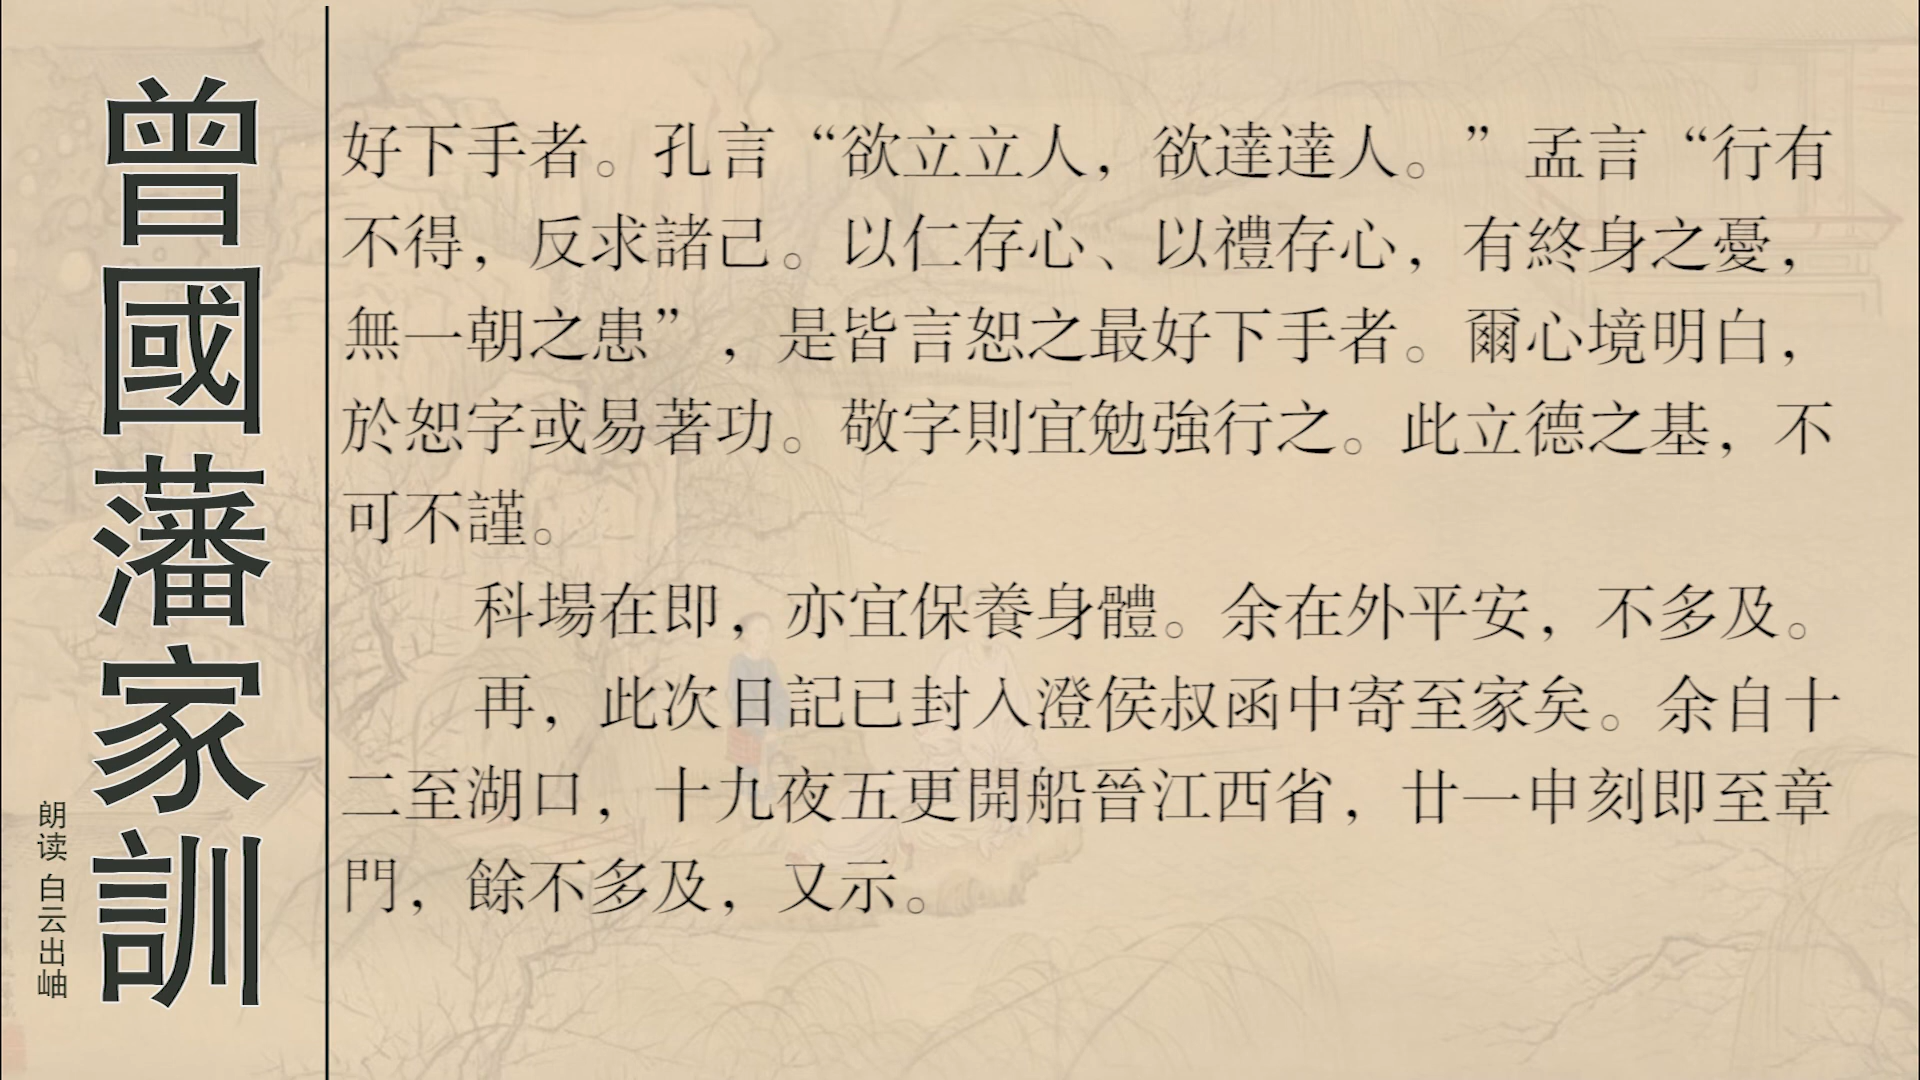 曾國藩家訓
朗读 白云出岫
好下手者。孔言“欲立立人，欲達達人。”孟言“行有
不得，反求諸己。以仁存心、以禮存心，有終身之憂，
無一朝之患”，是皆言恕之最好下手者。爾心境明白，
於恕字或易著功。敬字則宜勉強行之。此立德之基，不
可不謹。
科場在即，亦宜保養身體。余在外平安，不多及。
再，此次日記已封入澄侯叔函中寄至家矣。余自十
二至湖口，十九夜五更開船晉江西省，廿一申刻即至章
門，餘不多及，又示。